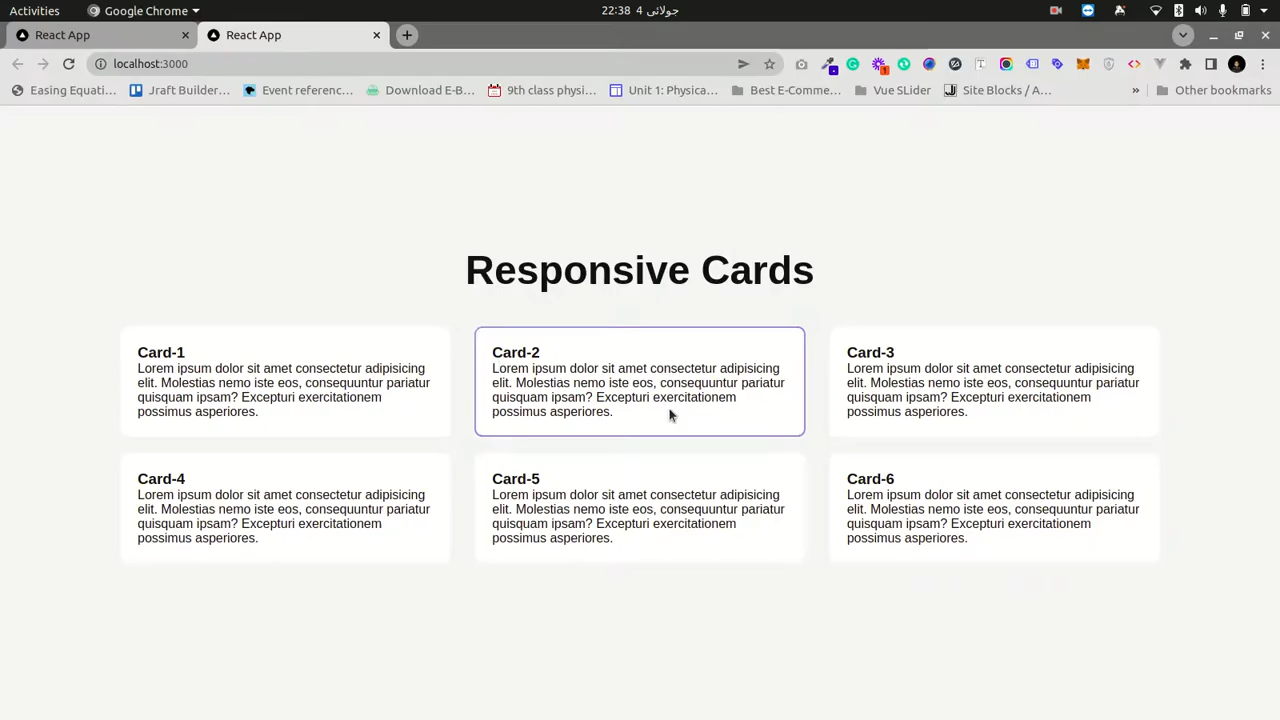 Activities
Google Chrome
22:38 جولائی 4
React App
React App
localhost:3000
Easing Equati...
Jraft Builder...
Event referenc...
Download E-B...
9th class physi...
Unit 1: Physica...
Best E-Comme...
Vue SLider
Site Blocks / A...
»
Other bookmarks
Responsive Cards
Card-1
Lorem ipsum dolor sit amet consectetur adipisicing
elit. Molestias nemo iste eos, consequuntur pariatur
quisquam ipsam? Excepturi exercitationem
possimus asperiores.
Card-2
Lorem ipsum dolor sit amet consectetur adipisicing
elit. Molestias nemo iste eos, consequuntur pariatur
quisquam ipsam? Excepturi exercitationem
possimus asperiores.
Card-3
Lorem ipsum dolor sit amet consectetur adipisicing
elit. Molestias nemo iste eos, consequuntur pariatur
quisquam ipsam? Excepturi exercitationem
possimus asperiores.
Card-4
Lorem ipsum dolor sit amet consectetur adipisicing
elit. Molestias nemo iste eos, consequuntur pariatur
quisquam ipsam? Excepturi exercitationem
possimus asperiores.
Card-5
Lorem ipsum dolor sit amet consectetur adipisicing
elit. Molestias nemo iste eos, consequuntur pariatur
quisquam ipsam? Excepturi exercitationem
possimus asperiores.
Card-6
Lorem ipsum dolor sit amet consectetur adipisicing
elit. Molestias nemo iste eos, consequuntur pariatur
quisquam ipsam? Excepturi exercitationem
possimus asperiores.